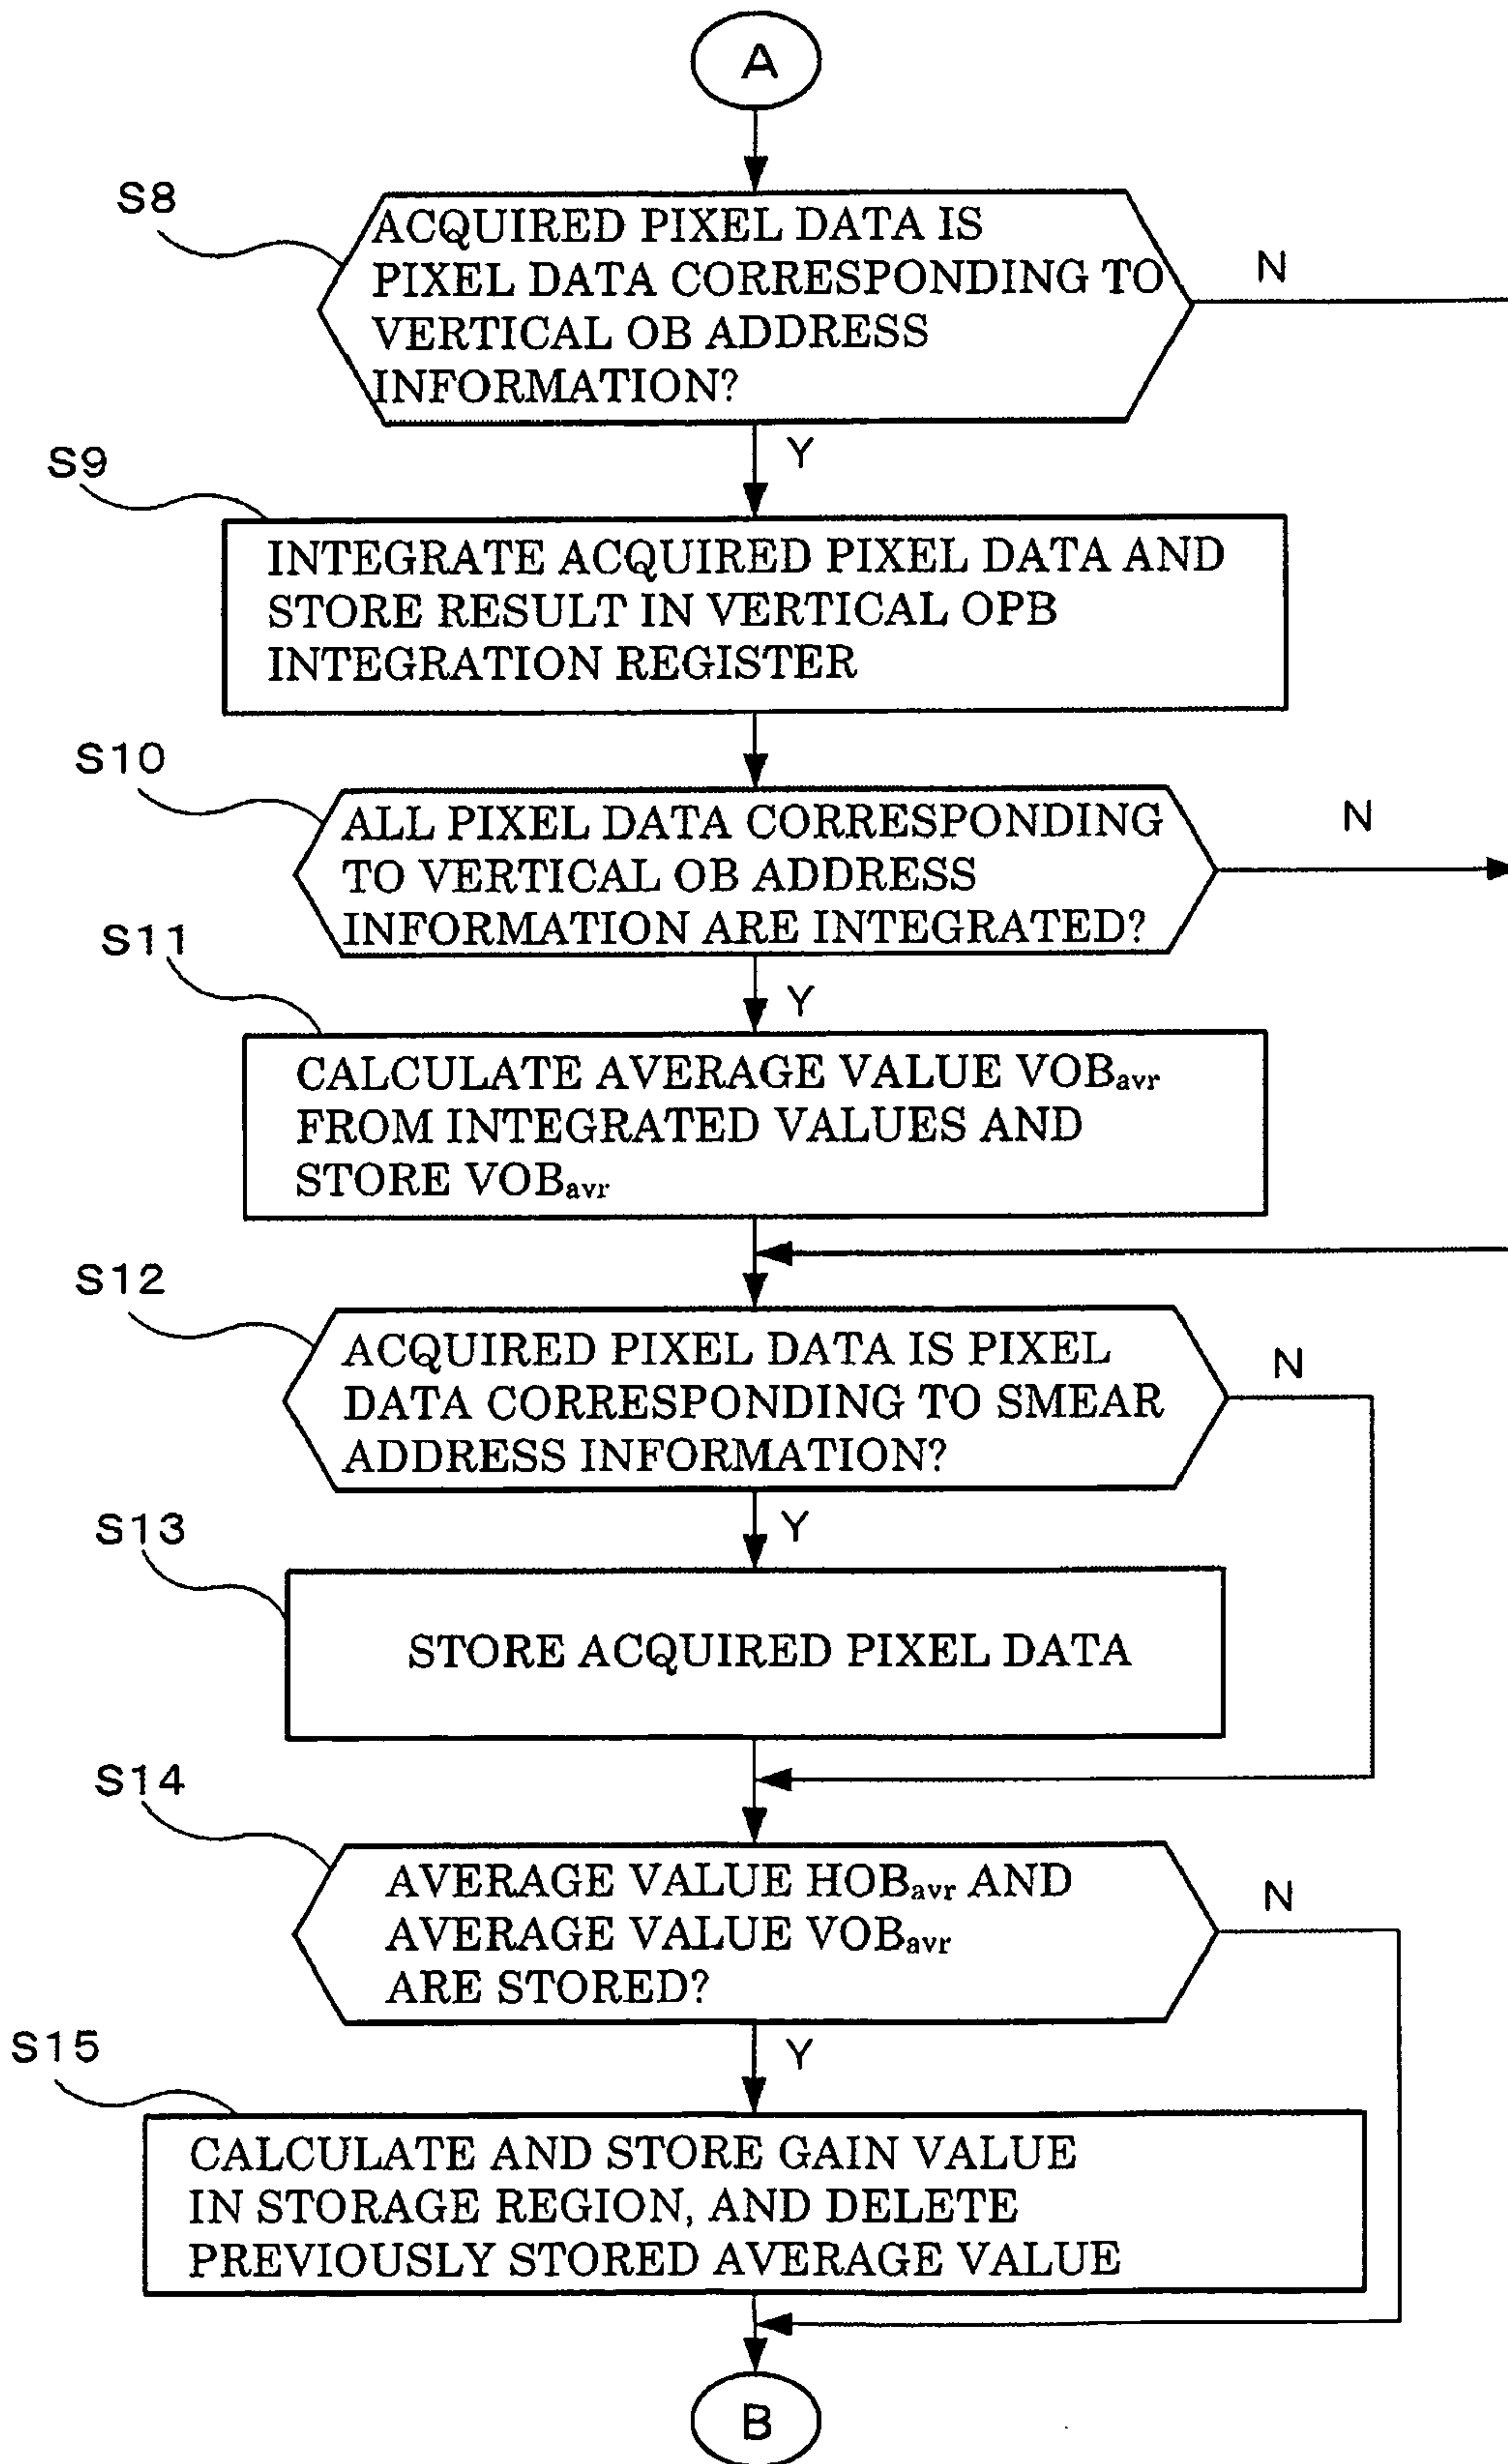 A
S8
ACQUIRED PIXEL DATA IS
PIXEL DATA CORRESPONDING TO
VERTICAL OB ADDRESS
INFORMATION?
N
Y
S9
INTEGRATE ACQUIRED PIXEL DATA AND
STORE RESULT IN VERTICAL OPB
INTEGRATION REGISTER
S10
ALL PIXEL DATA CORRESPONDING
TO VERTICAL OB ADDRESS
INFORMATION ARE INTEGRATED?
N
Y
S11
CALCULATE AVERAGE VALUE VOBavr
FROM INTEGRATED VALUES AND
STORE VOBavr
S12
ACQUIRED PIXEL DATA IS PIXEL
DATA CORRESPONDING TO SMEAR
ADDRESS INFORMATION?
N
Y
S13
STORE ACQUIRED PIXEL DATA
S14
AVERAGE VALUE HOBavr AND
AVERAGE VALUE VOBavr
ARE STORED?
N
Y
S15
CALCULATE AND STORE GAIN VALUE
IN STORAGE REGION, AND DELETE
PREVIOUSLY STORED AVERAGE VALUE
B